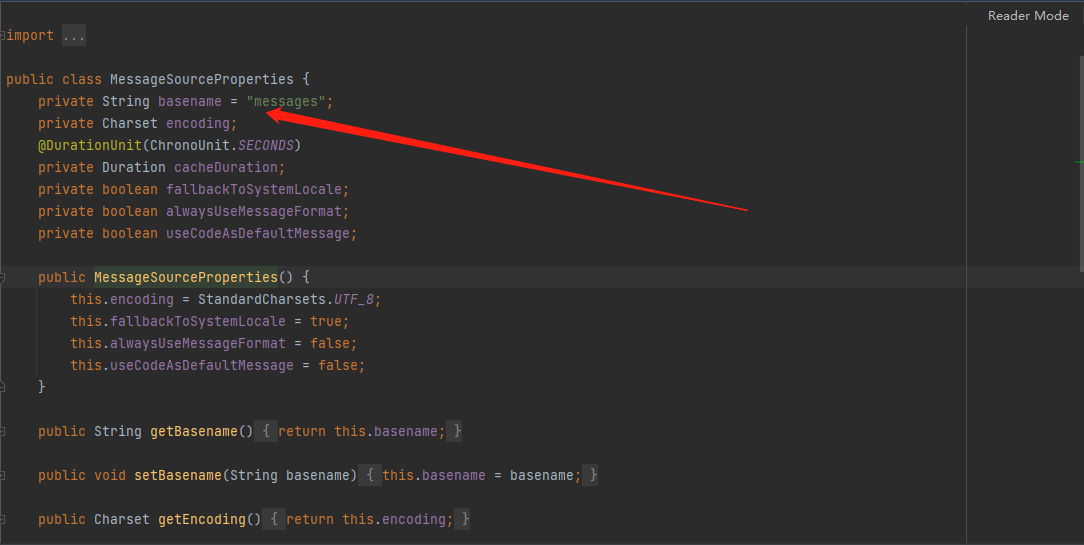 Reader Mode
import ...
public class MessageSourceProperties {
    private String basename = "messages";
    private Charset encoding;
    @DurationUnit(ChronoUnit.SECONDS)
    private Duration cacheDuration;
    private boolean fallbackToSystemLocale;
    private boolean alwaysUseMessageFormat;
    private boolean useCodeAsDefaultMessage;
    public MessageSourceProperties() {
        this.encoding = StandardCharsets.UTF_8;
        this.fallbackToSystemLocale = true;
        this.alwaysUseMessageFormat = false;
        this.useCodeAsDefaultMessage = false;
    }
    public String getBasename() { return this.basename; }
    public void setBasename(String basename) { this.basename = basename; }
    public Charset getEncoding() { return this.encoding; }